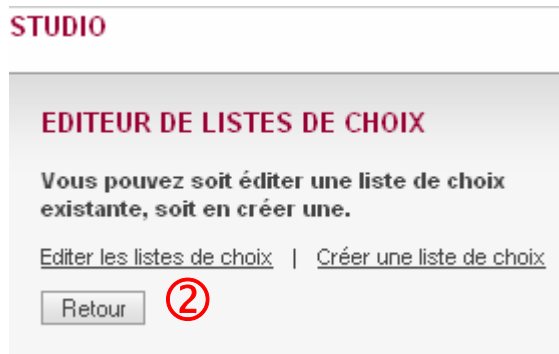 STUDIO
EDITEUR DE LISTES DE CHOIX
Vous pouvez soit éditer une liste de choix
existante, soit en créer une.
Editer les listes de choix | Créer une liste de choix
Retour ②